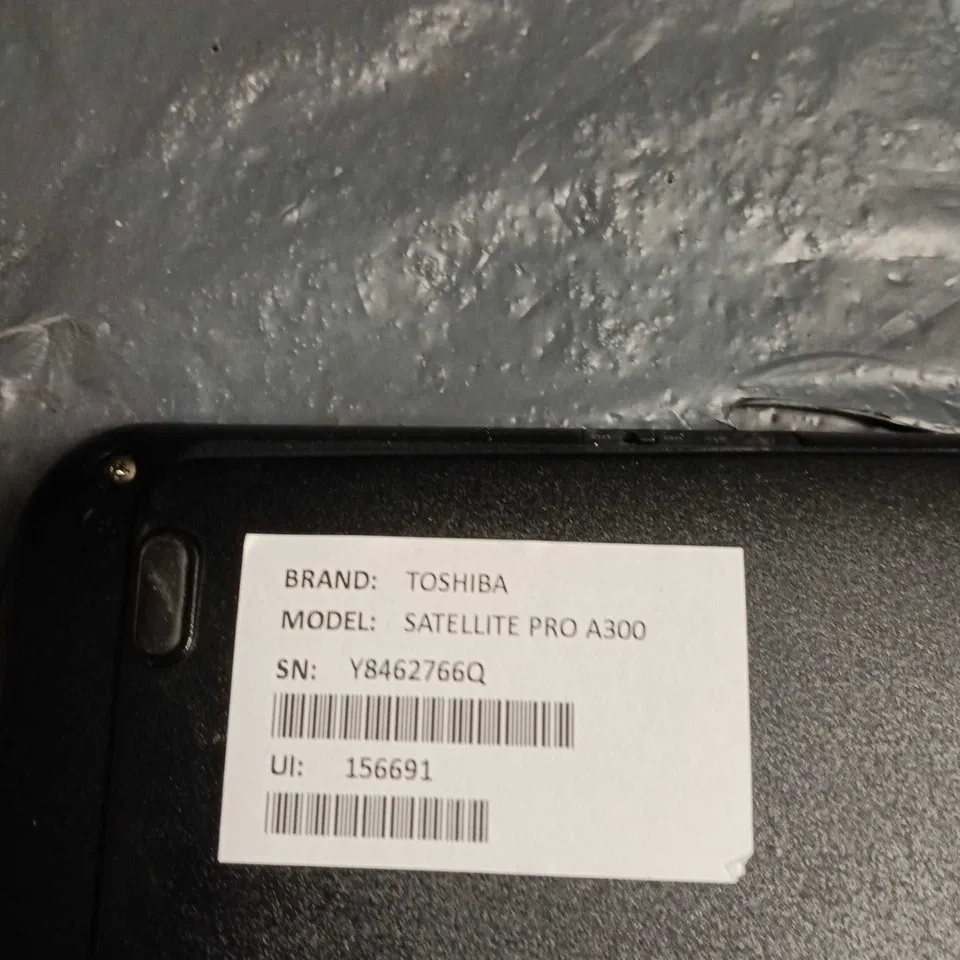 BRAND: TOSHIBA
MODEL: SATELLITE PRO A300
SN: Y8462766Q
UI: 156691